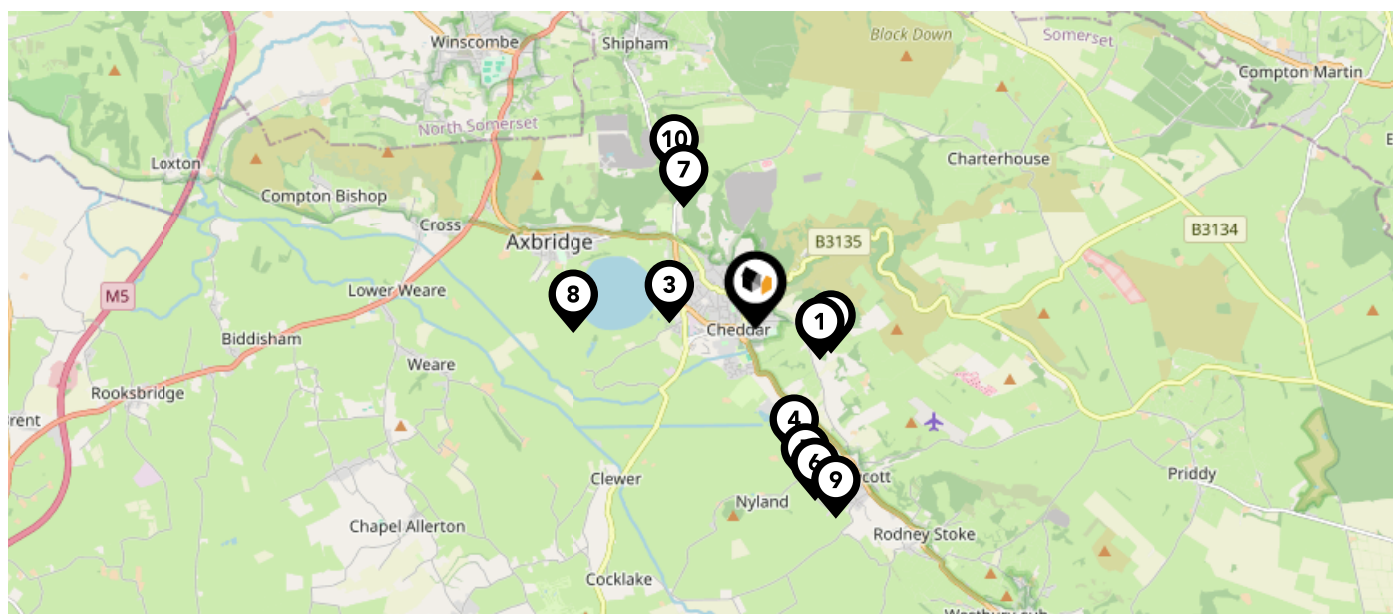 Winscombe
Shipham
Black Down
Somerset
Compton Martin
North Somerset
10
Loxton
7
Charterhouse
Compton Bishop
Cross
Axbridge
B3135
B3134
M5
Lower Weare
8
3
1
Cheddar
Biddisham
Weare
Rooksbridge
rent
4
6
9
cott
Clewer
Priddy
Nyland
Chapel Allerton
Rodney Stoke
Cocklake